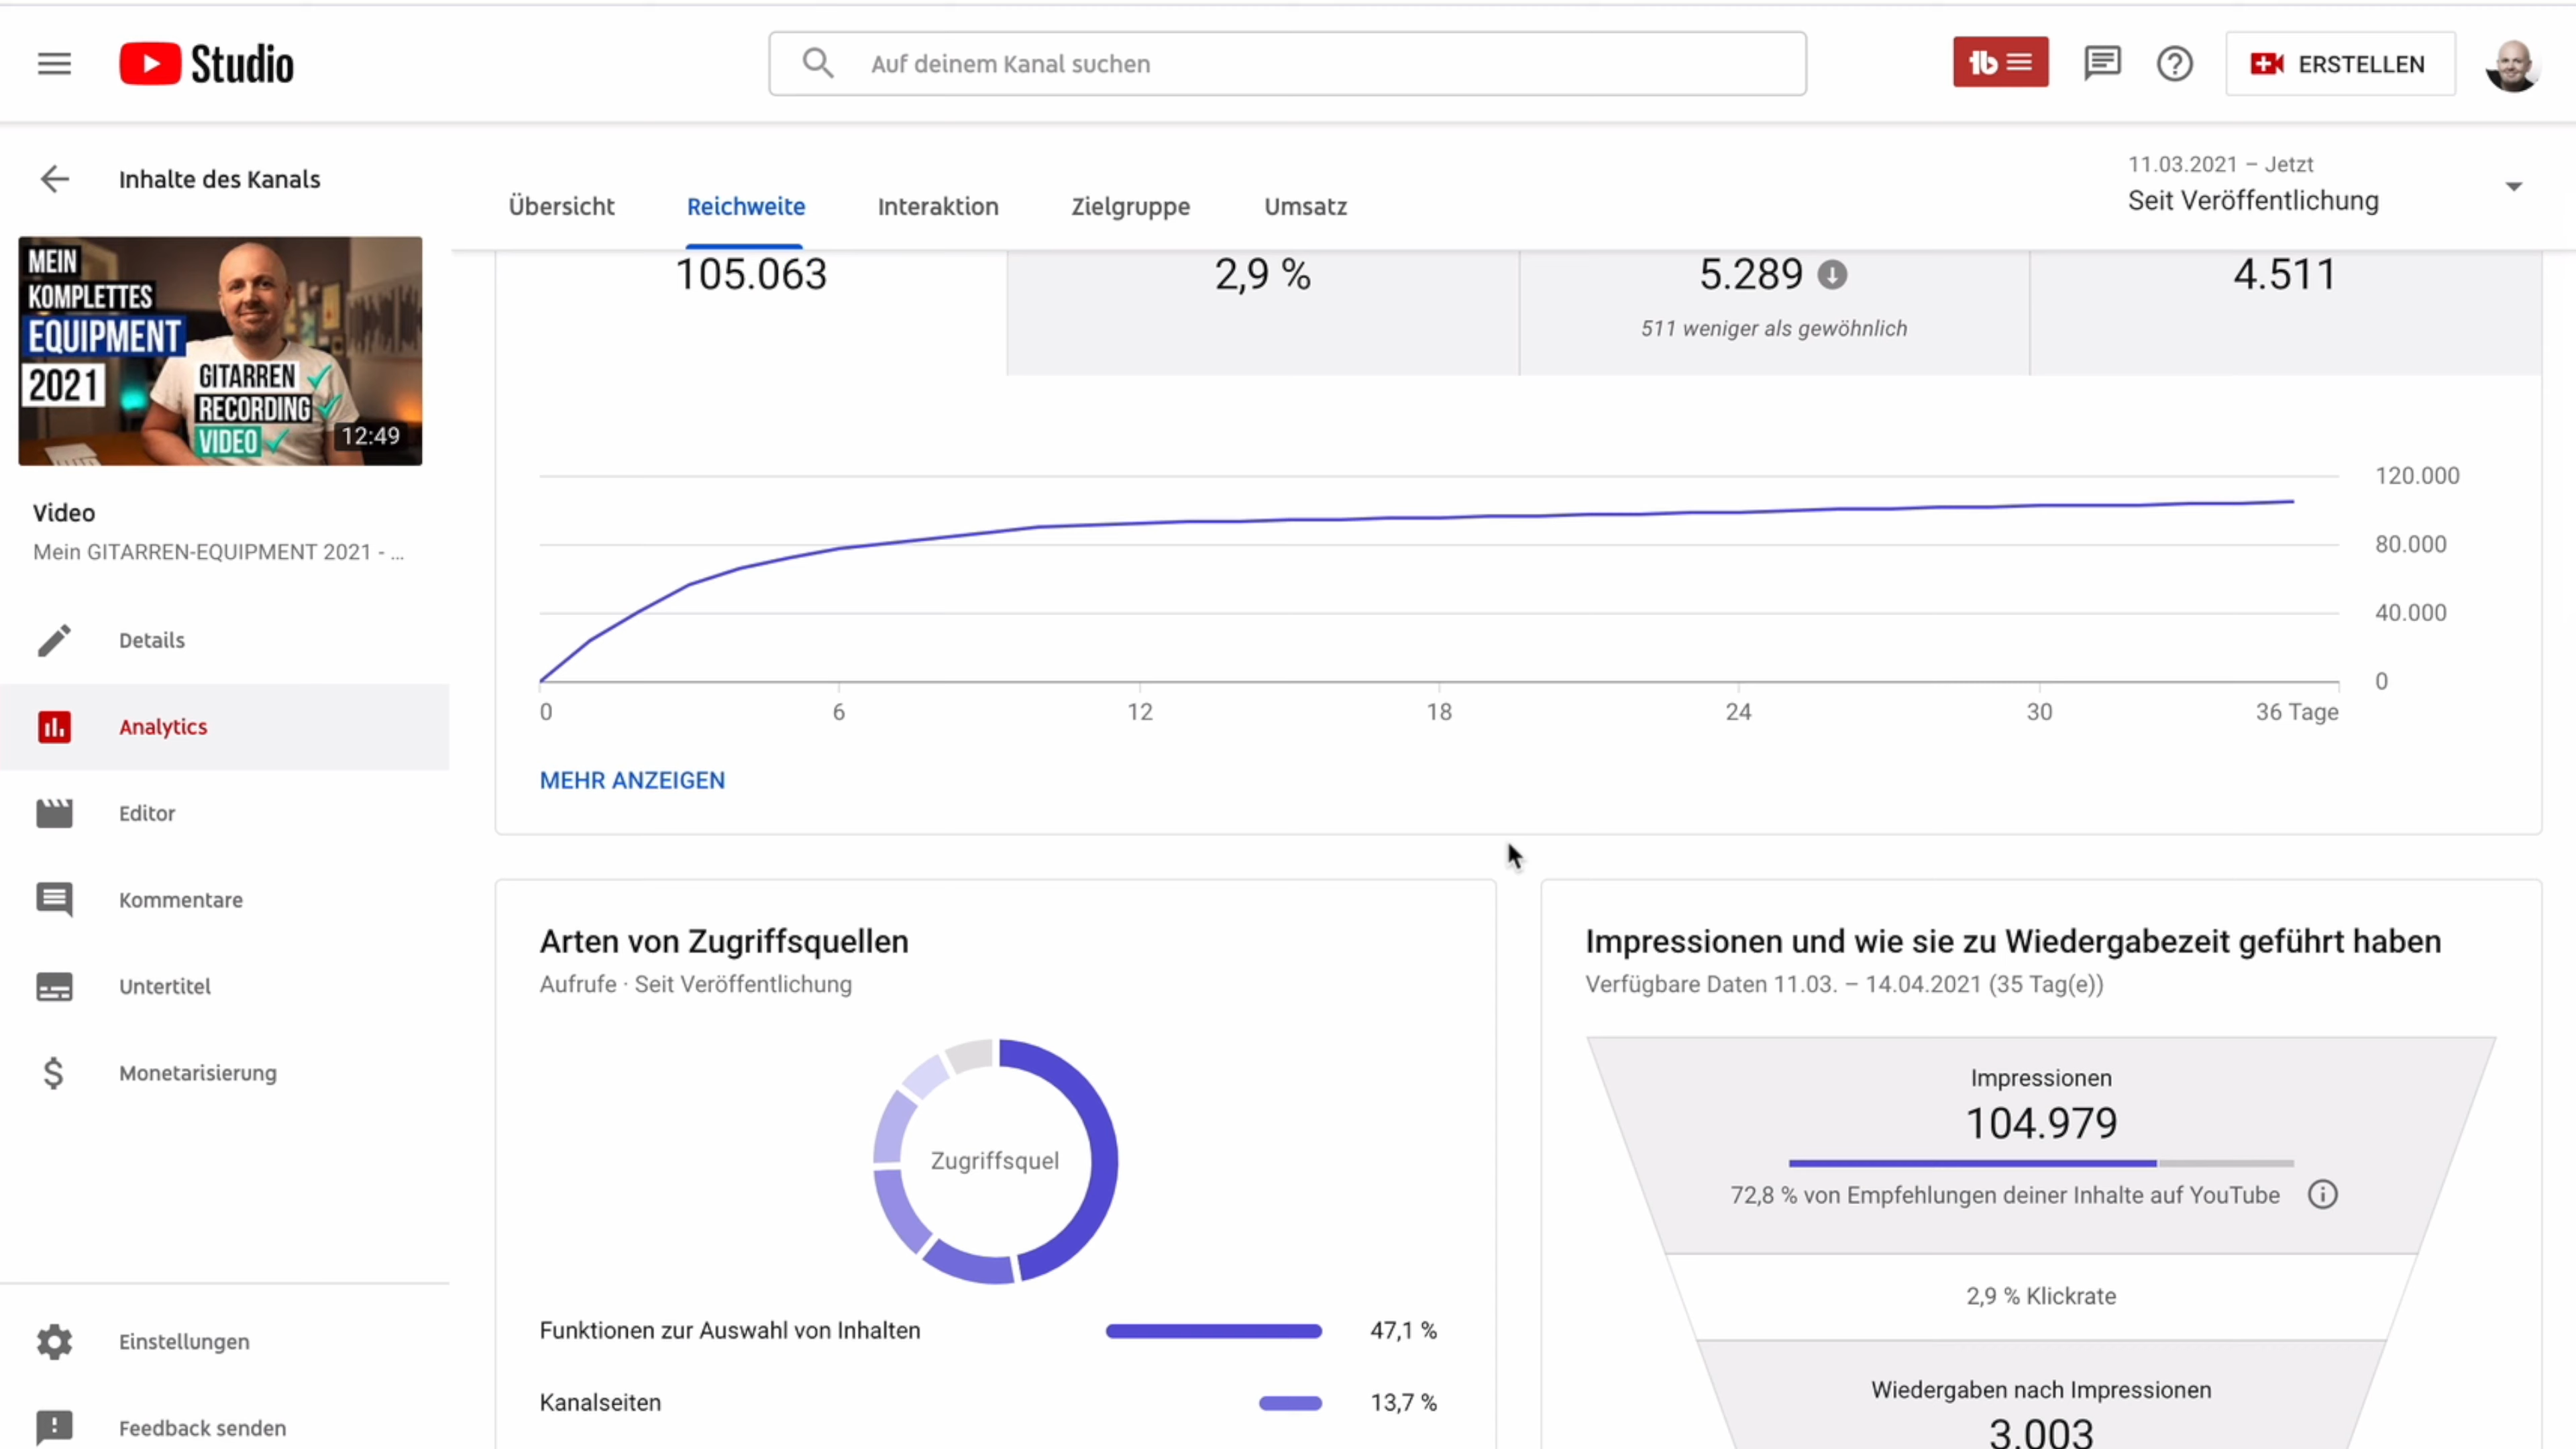 Studio
Auf deinem Kanal suchen
ERSTELLEN
Inhalte des Kanals
Übersicht
Reichweite
Interaktion
Zielgruppe
Umsatz
11.03.2021 – Jetzt
Seit Veröffentlichung
MEIN
KOMPLETTES
EQUIPMENT
2021
GITARREN
RECORDING
VIDEO
12:49
Video
Mein GITARREN-EQUIPMENT 2021 - ...
Details
Analytics
Editor
Kommentare
Untertitel
Monetarisierung
Einstellungen
Feedback senden
105.063
2,9 %
5.289
511 weniger als gewöhnlich
4.511
120.000
80.000
40.000
0
0 6 12 18 24 30 36 Tage
MEHR ANZEIGEN
Arten von Zugriffsquellen
Aufrufe · Seit Veröffentlichung
Zugriffsquel
Funktionen zur Auswahl von Inhalten 47,1 %
Kanalseiten 13,7 %
Impressionen und wie sie zu Wiedergabezeit geführt haben
Verfügbare Daten 11.03. – 14.04.2021 (35 Tag(e))
Impressionen
104.979
72,8 % von Empfehlungen deiner Inhalte auf YouTube
2,9 % Klickrate
Wiedergaben nach Impressionen
3.003